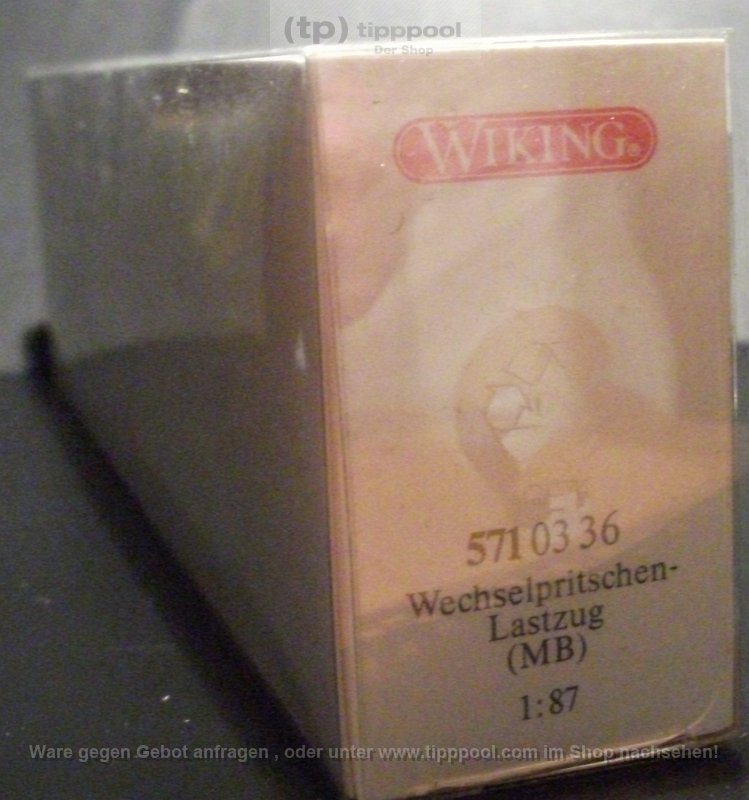 (tp) tipppool
Der Shop
WIKING®
571 03 36
Wechselpritschen-
Lastzug
(MB)
1:87
Ware gegen Gebot anfragen , oder unter www.tipppool.com im Shop nachsehen!